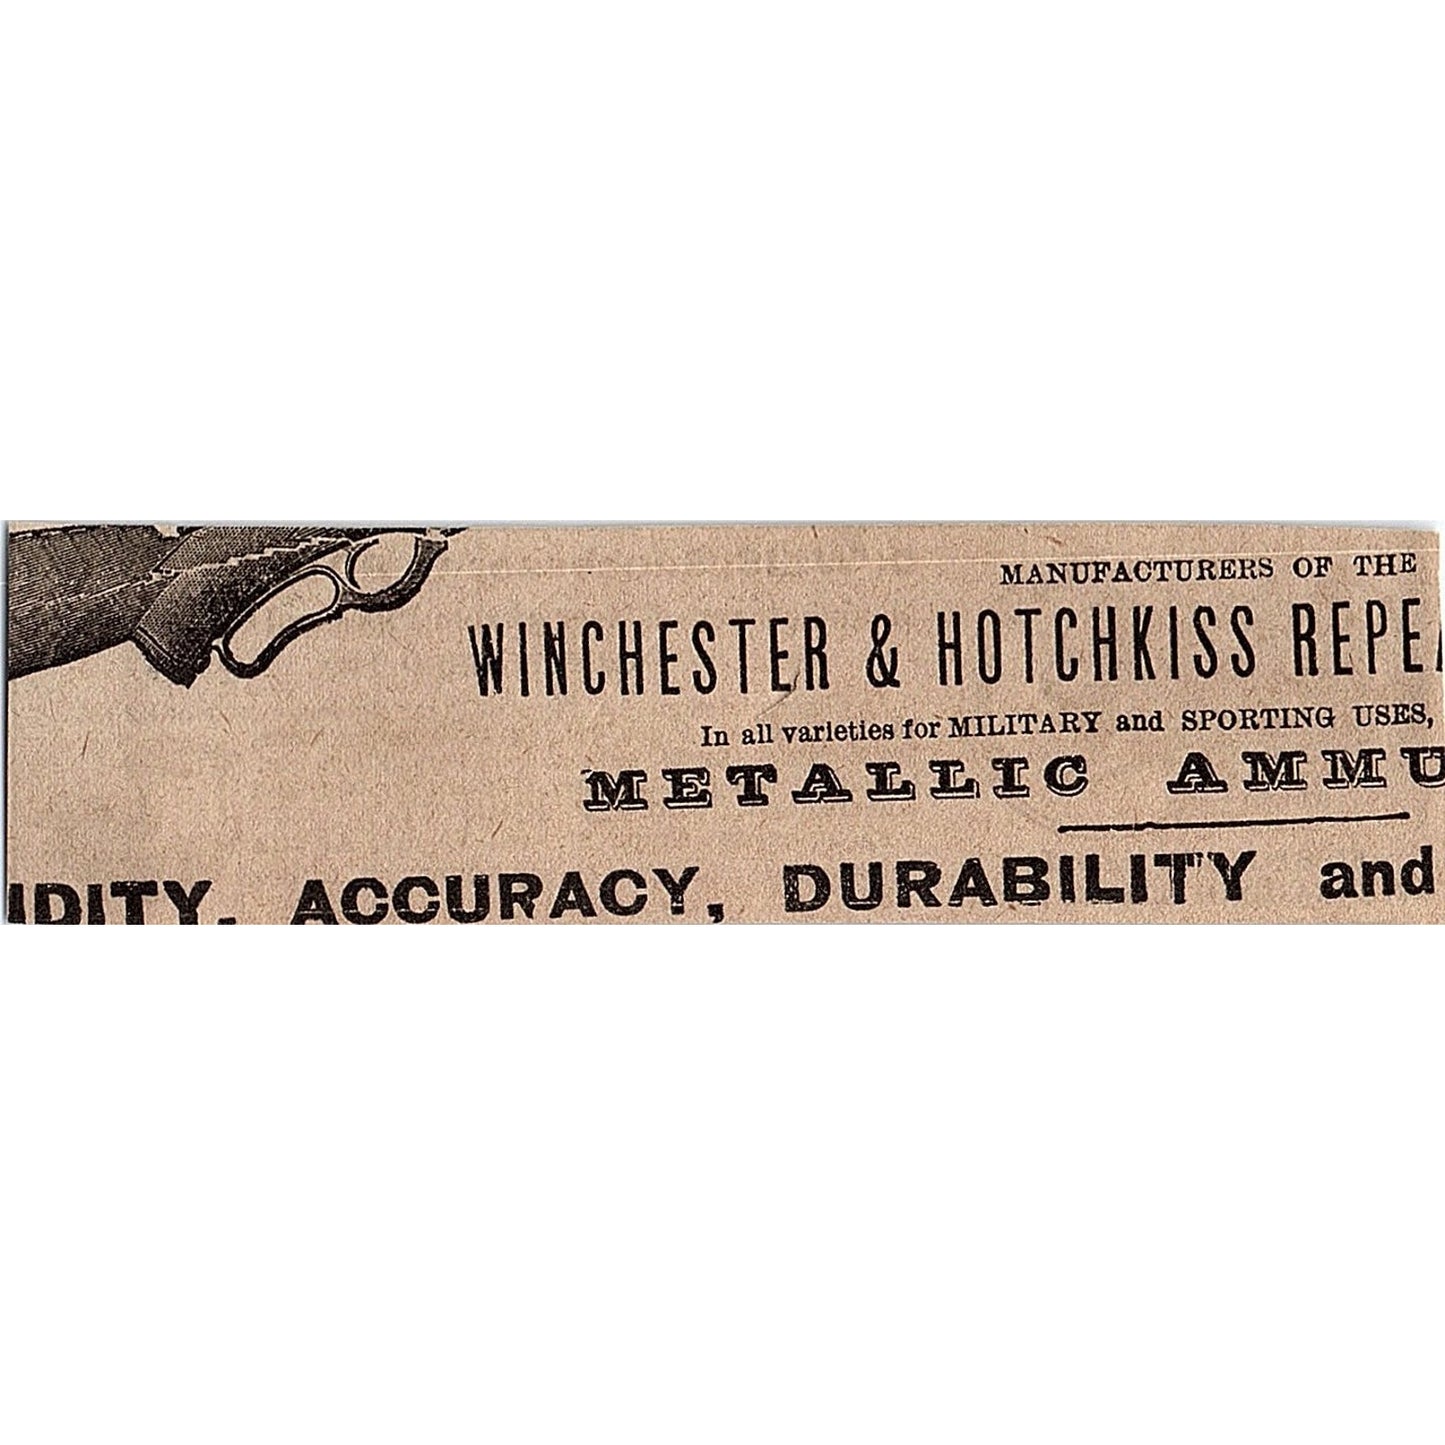 MANUFACTURERS OF THE
WINCHESTER & HOTCHKISS REPEA
In all varieties for MILITARY and SPORTING USES,
METALLIC AMMU
IDITY, ACCURACY, DURABILITY and